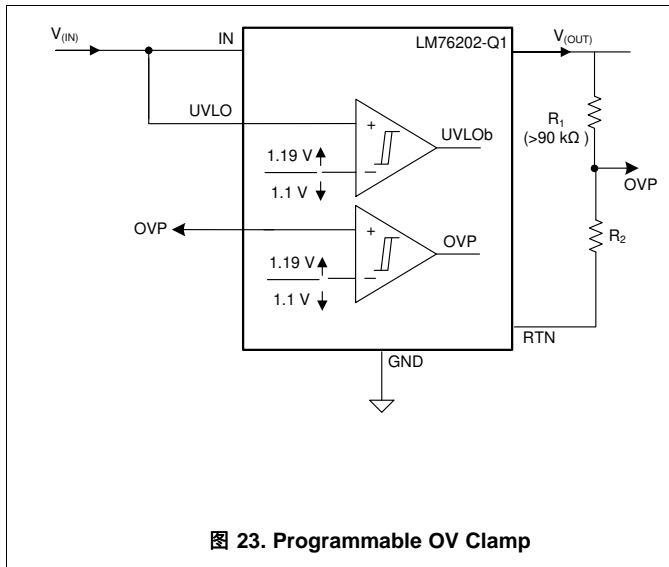 V(IN)
IN
LM76202-Q1
V(OUT)
UVLO
+
UVLOb
R1
(>90 kΩ )
1.19 V
–
1.1 V
OVP
OVP
+
OVP
R2
1.19 V
–
1.1 V
RTN
GND
图 23. Programmable OV Clamp